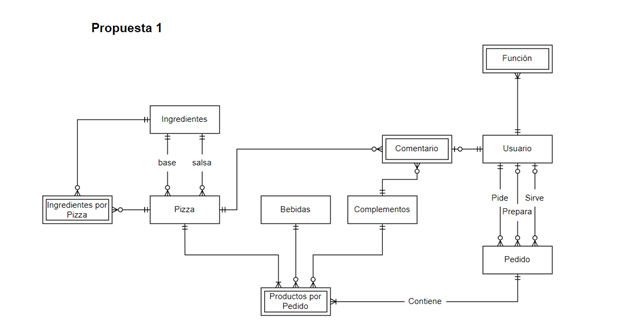 Propuesta 1
Función
Ingredientes
Comentario
Usuario
base
salsa
Ingredientes por
Pizza
Pizza
Bebidas
Complementos
Pide
Sirve
Prepara
Pedido
Productos por
Pedido
Contiene